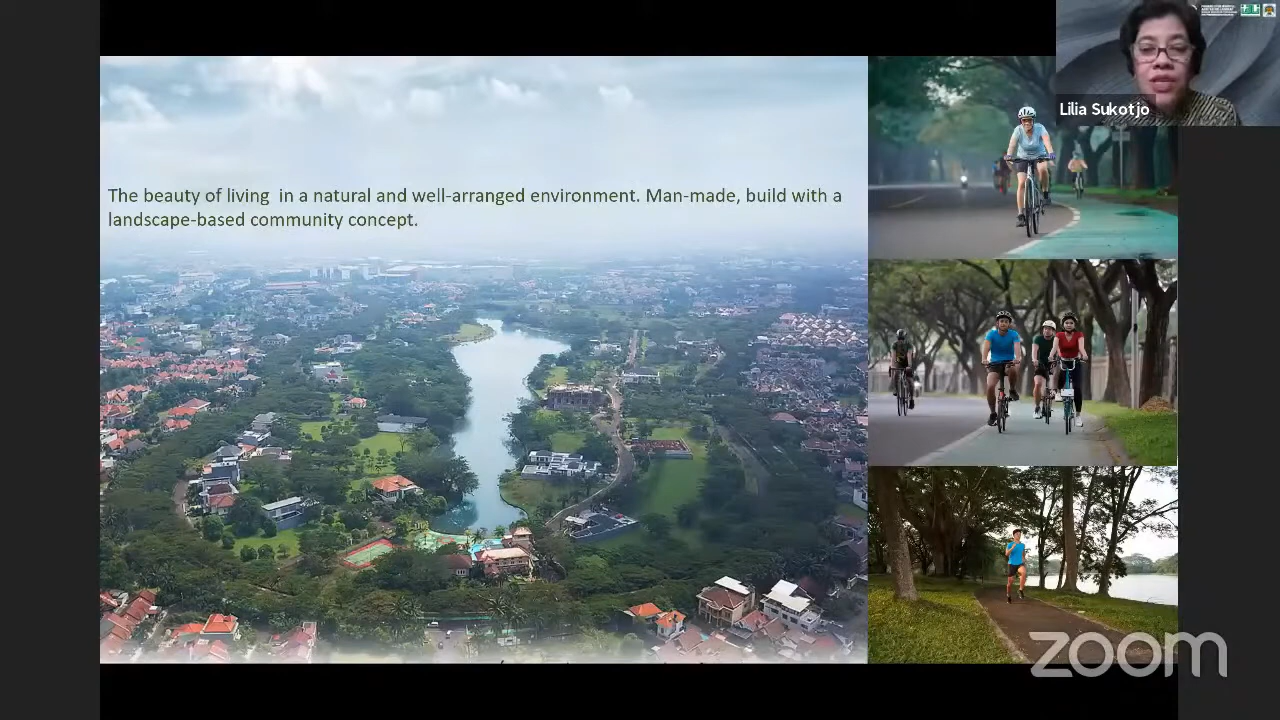 Lilia Sukotjo
The beauty of living  in a natural and well-arranged environment. Man-made, build with a
landscape-based community concept.
zoom